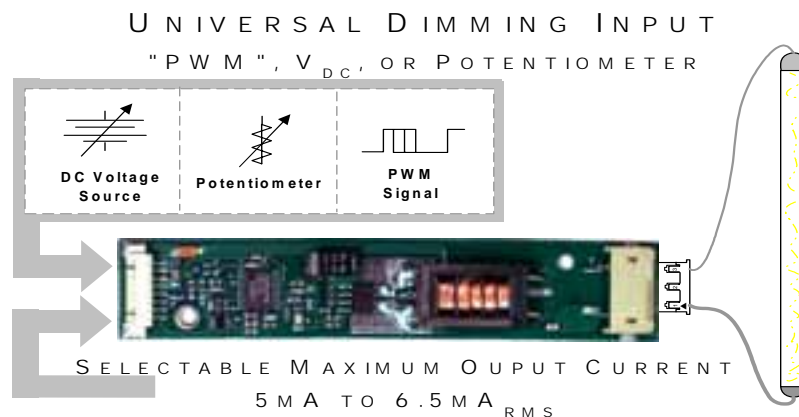 UNIVERSAL DIMMING INPUT
"PWM", VDC, OR POTENTIOMETER
DC Voltage
Source
Potentiometer
PWM
Signal
SELECTABLE MAXIMUM OUPUT CURRENT
5MA TO 6.5MARMS